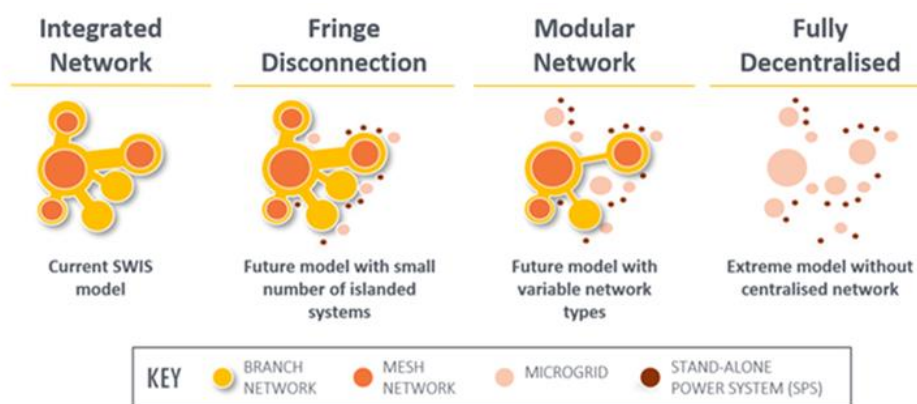 Integrated
Network
Fringe
Disconnection
Modular
Network
Fully
Decentralised
Current SWIS
model
Future model with small
number of islanded
systems
Future model with
variable network
types
Extreme model without
centralised network
KEY
BRANCH
NETWORK
MESH
NETWORK
MICROGRID
STAND-ALONE
POWER SYSTEM (SPS)